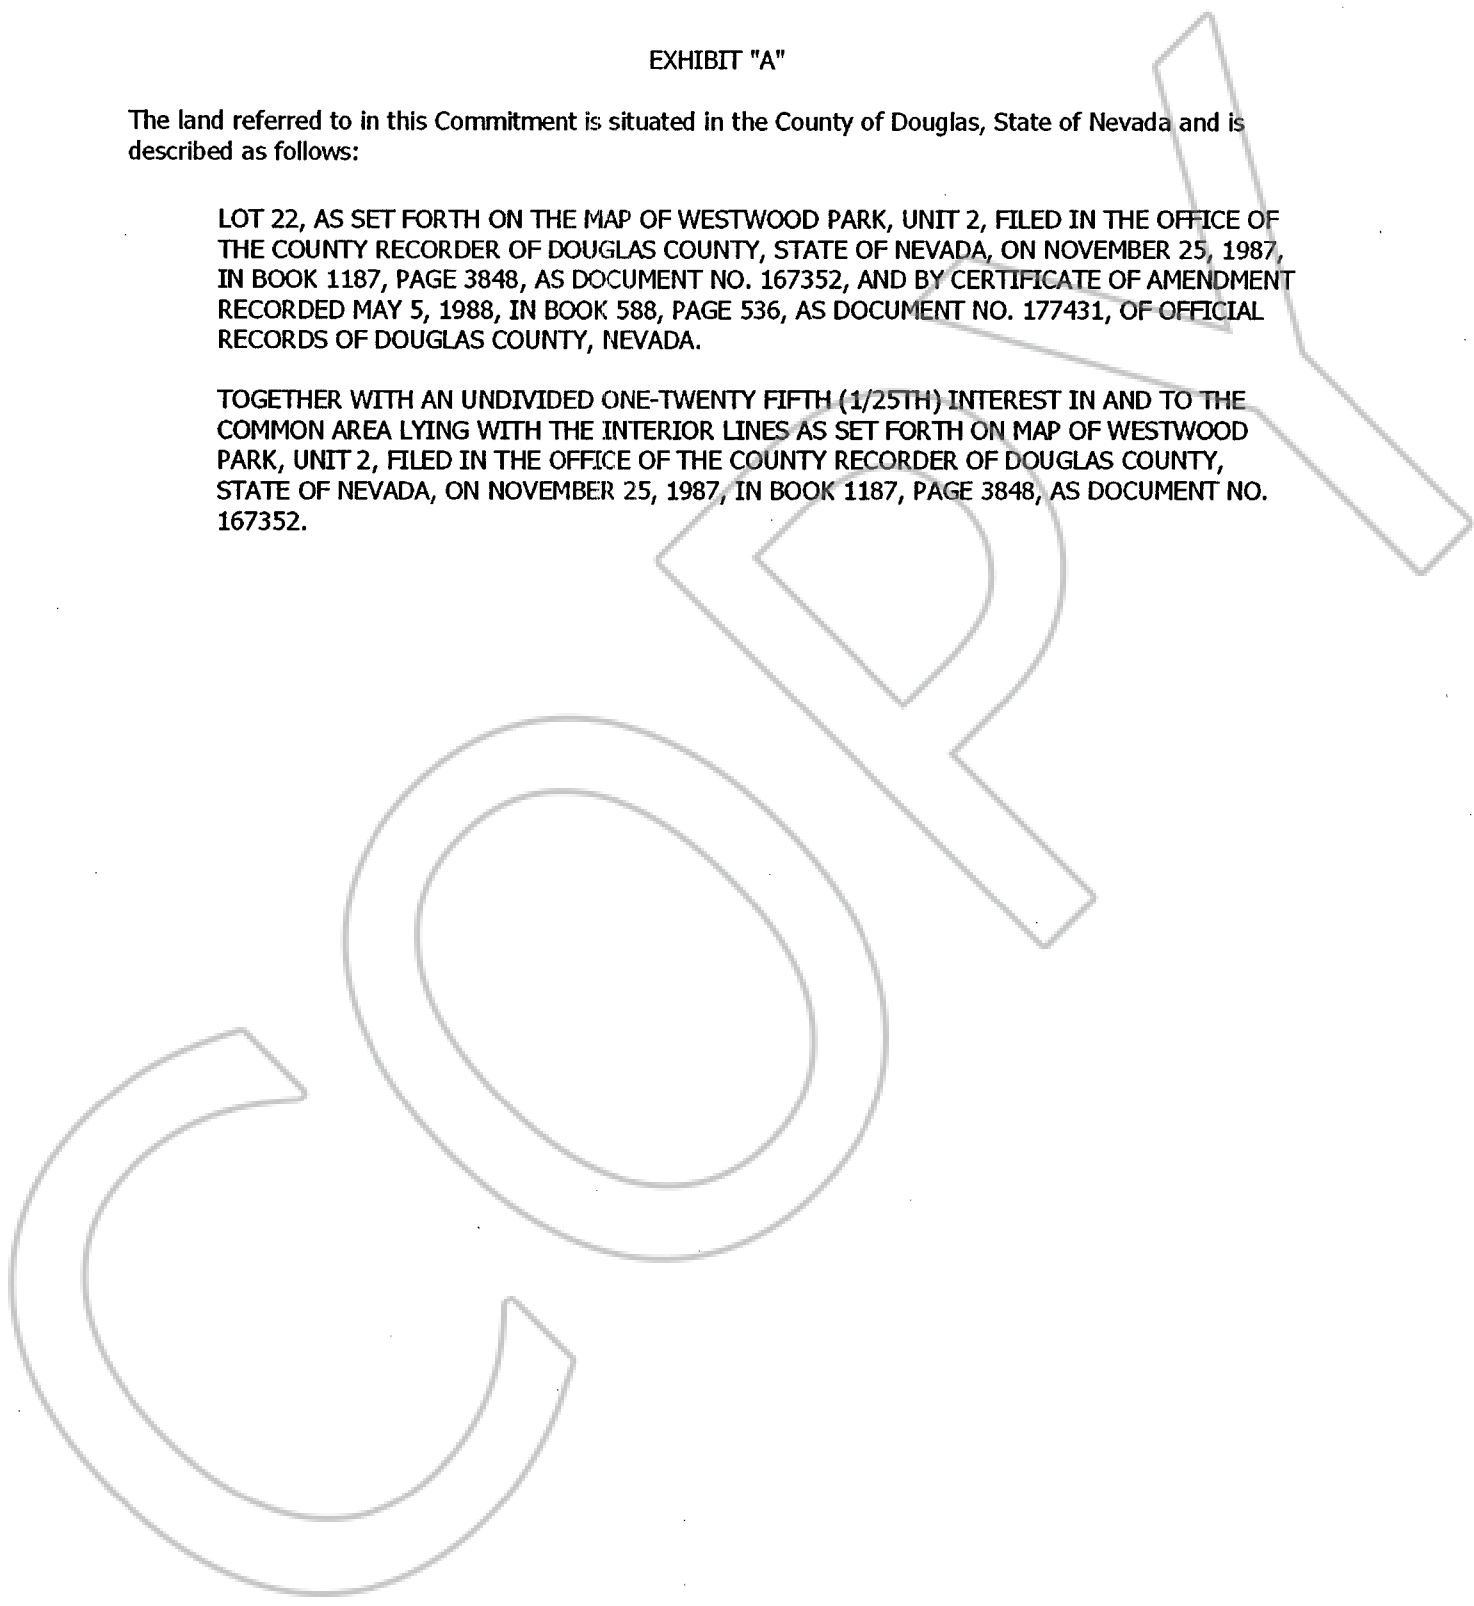 EXHIBIT "A"
The land referred to in this Commitment is situated in the County of Douglas, State of Nevada and is
described as follows:
LOT 22, AS SET FORTH ON THE MAP OF WESTWOOD PARK, UNIT 2, FILED IN THE OFFICE OF
THE COUNTY RECORDER OF DOUGLAS COUNTY, STATE OF NEVADA, ON NOVEMBER 25, 1987,
IN BOOK 1187, PAGE 3848, AS DOCUMENT NO. 167352, AND BY CERTIFICATE OF AMENDMENT
RECORDED MAY 5, 1988, IN BOOK 588, PAGE 536, AS DOCUMENT NO. 177431, OF OFFICIAL
RECORDS OF DOUGLAS COUNTY, NEVADA.
TOGETHER WITH AN UNDIVIDED ONE-TWENTY FIFTH (1/25TH) INTEREST IN AND TO THE
COMMON AREA LYING WITH THE INTERIOR LINES AS SET FORTH ON MAP OF WESTWOOD
PARK, UNIT 2, FILED IN THE OFFICE OF THE COUNTY RECORDER OF DOUGLAS COUNTY,
STATE OF NEVADA, ON NOVEMBER 25, 1987, IN BOOK 1187, PAGE 3848, AS DOCUMENT NO.
167352.
COPY